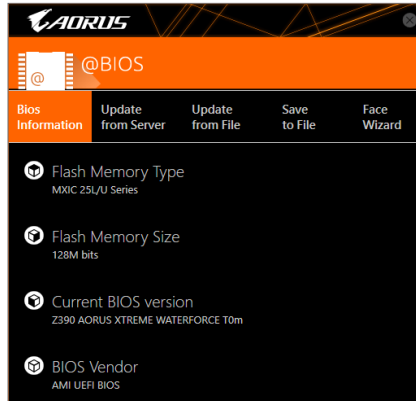 AORUS
@BIOS
@
Bios Information
Update from Server
Update from File
Save to File
Face Wizard
Flash Memory Type
MXIC 25L/U Series
Flash Memory Size
128M bits
Current BIOS version
Z390 AORUS XTREME WATERFORCE T0m
BIOS Vendor
AMI UEFI BIOS